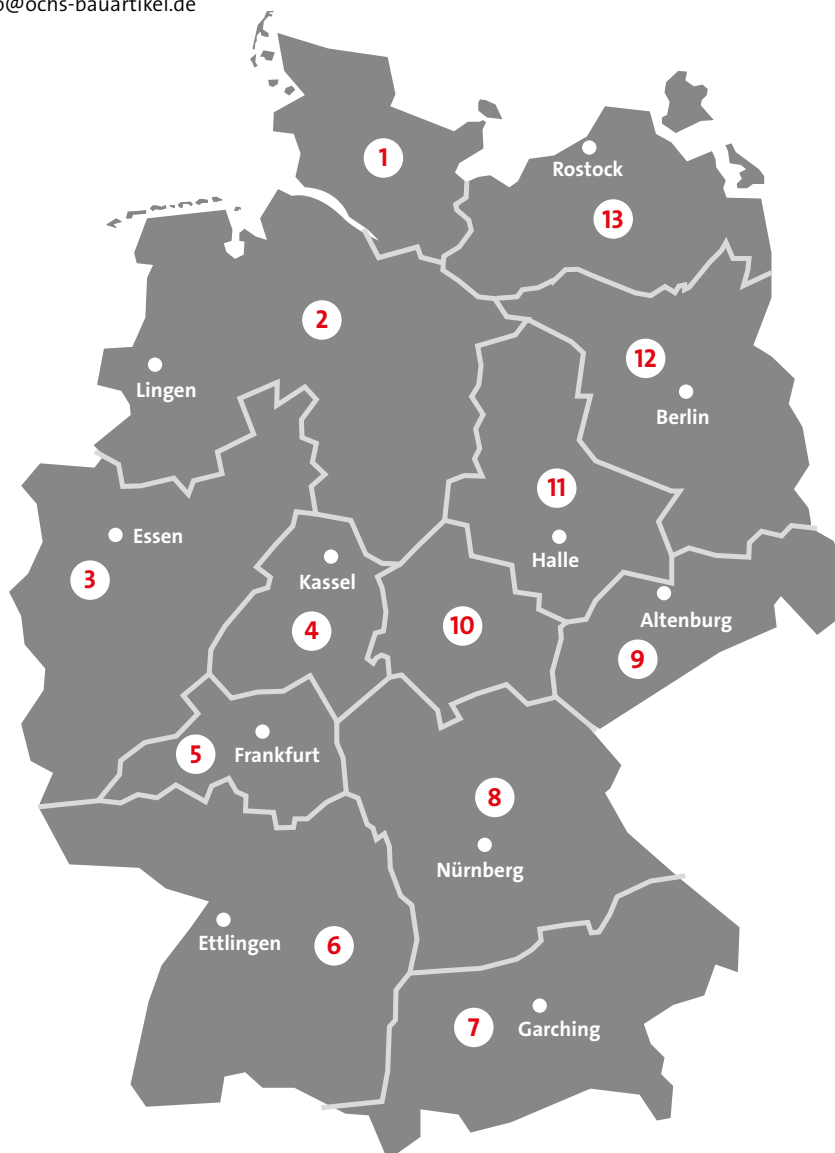 @ochs-bauartikel.de
1
Rostock
13
2
12
Lingen
Berlin
11
Essen
Halle
3
Kassel
4
10
Altenburg
9
5
Frankfurt
8
Nürnberg
Ettlingen
6
7
Garching